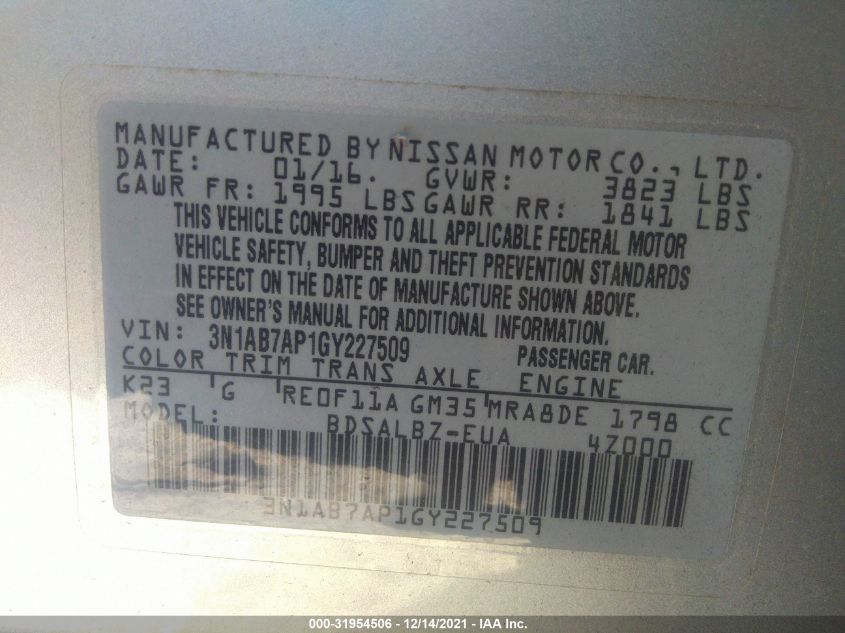 MANUFACTURED BY NISSAN MOTOR CO., LTD.
DATE: 01/16. GVWR: 3823 LBS
GAWR FR: 1995 LBS GAWR RR: 1841 LBS
THIS VEHICLE CONFORMS TO ALL APPLICABLE FEDERAL MOTOR
VEHICLE SAFETY, BUMPER AND THEFT PREVENTION STANDARDS
IN EFFECT ON THE DATE OF MANUFACTURE SHOWN ABOVE.
SEE OWNER'S MANUAL FOR ADDITIONAL INFORMATION.
VIN: 3N1AB7AP1GY227509 PASSENGER CAR.
COLOR TRIM TRANS AXLE ENGINE
K23 G RE0F11A GM35 MRA8DE 1798 CC
MODEL: BDSALBZ-EUA 4Z000
3N1AB7AP1GY227509
000-31954506 - 12/14/2021 - IAA Inc.